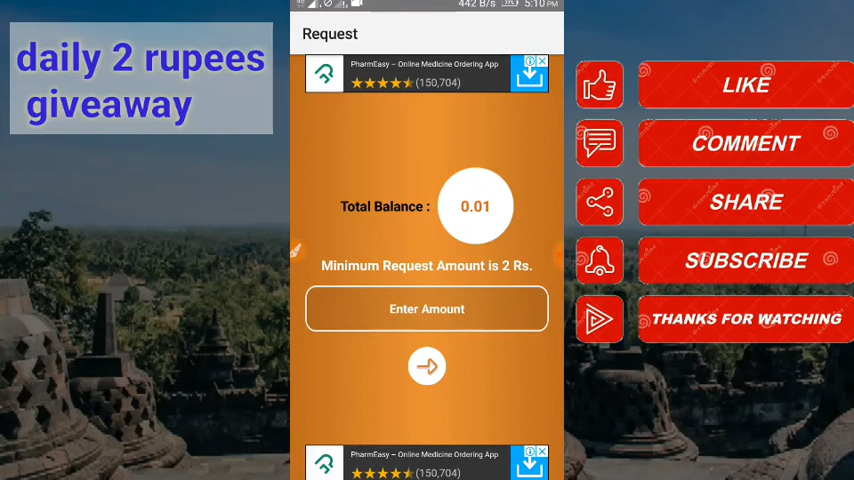 daily 2 rupees
giveaway
442 B/s 77% 5:10 PM
Request
PharmEasy – Online Medicine Ordering App
(150,704)
Total Balance : 0.01
Minimum Request Amount is 2 Rs.
Enter Amount
PharmEasy – Online Medicine Ordering App
(150,704)
LIKE
COMMENT
SHARE
SUBSCRIBE
THANKS FOR WATCHING